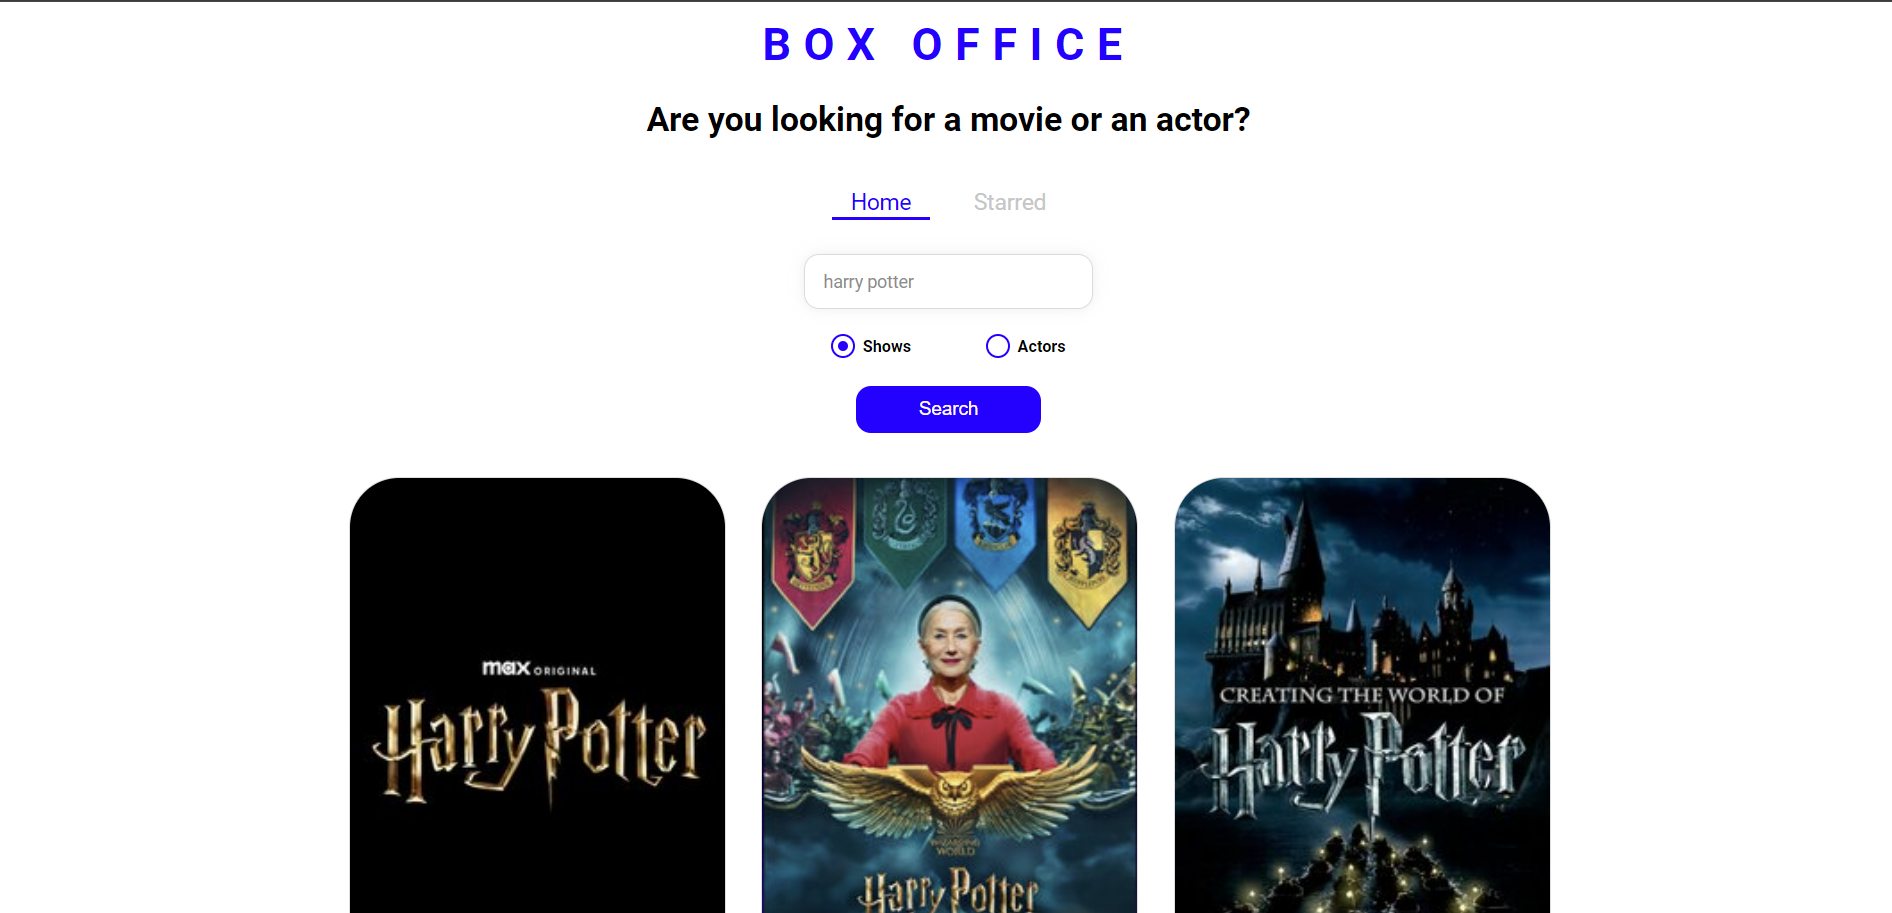 BOX OFFICE
Are you looking for a movie or an actor?
Home Starred
harry potter
Shows Actors
Search
max ORIGINAL
Harry Potter
WIZARDING
WORLD
Harry Potter
CREATING THE WORLD OF
Harry Potter